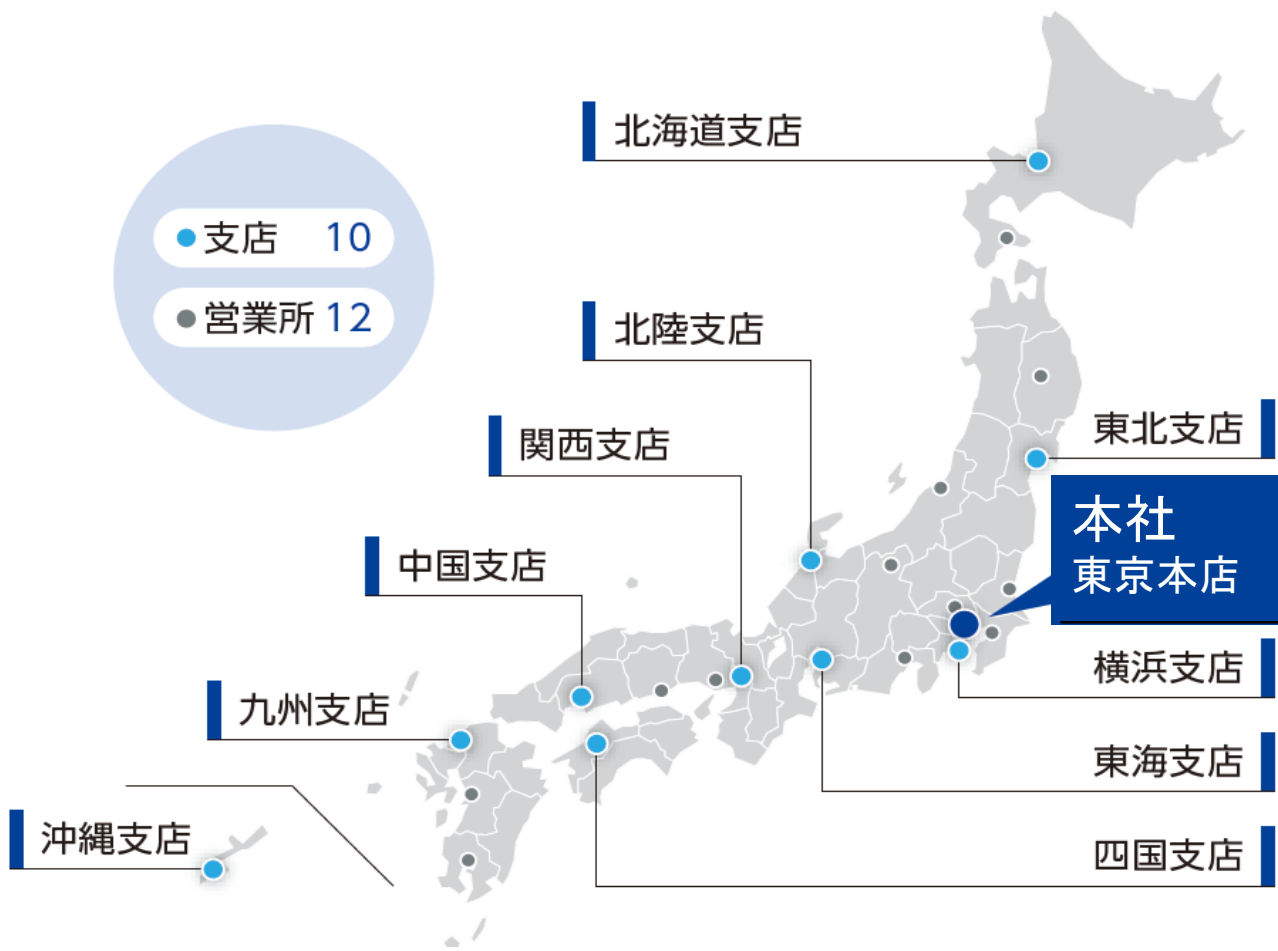 北海道支店
支店 10
営業所 12
北陸支店
東北支店
関西支店
本社
東京本店
中国支店
横浜支店
九州支店
東海支店
沖縄支店
四国支店